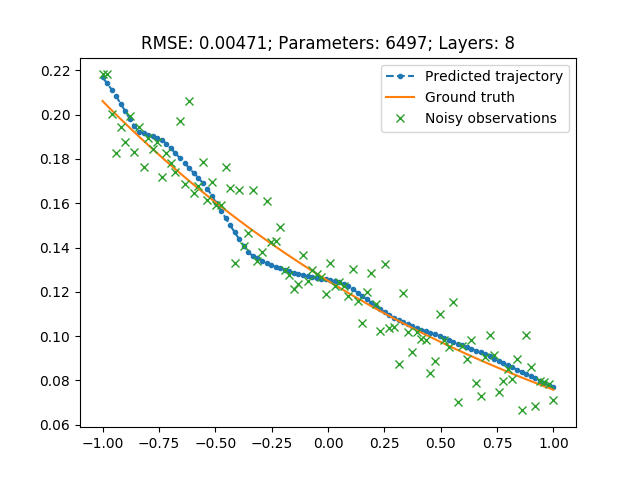 RMSE: 0.00471; Parameters: 6497; Layers: 8
Predicted trajectory
Ground truth
Noisy observations
0.22
0.20
0.18
0.16
0.14
0.12
0.10
0.08
0.06
−1.00 −0.75 −0.50 −0.25 0.00 0.25 0.50 0.75 1.00